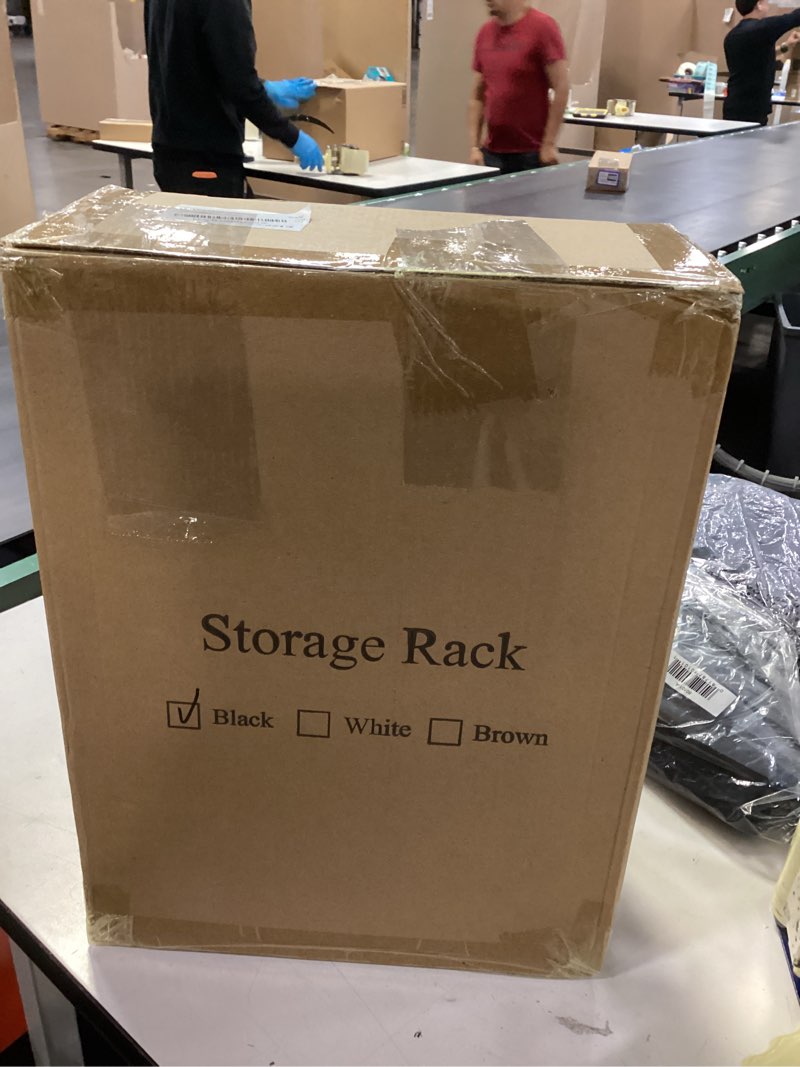 Storage Rack
☑ Black ☐ White ☐ Brown